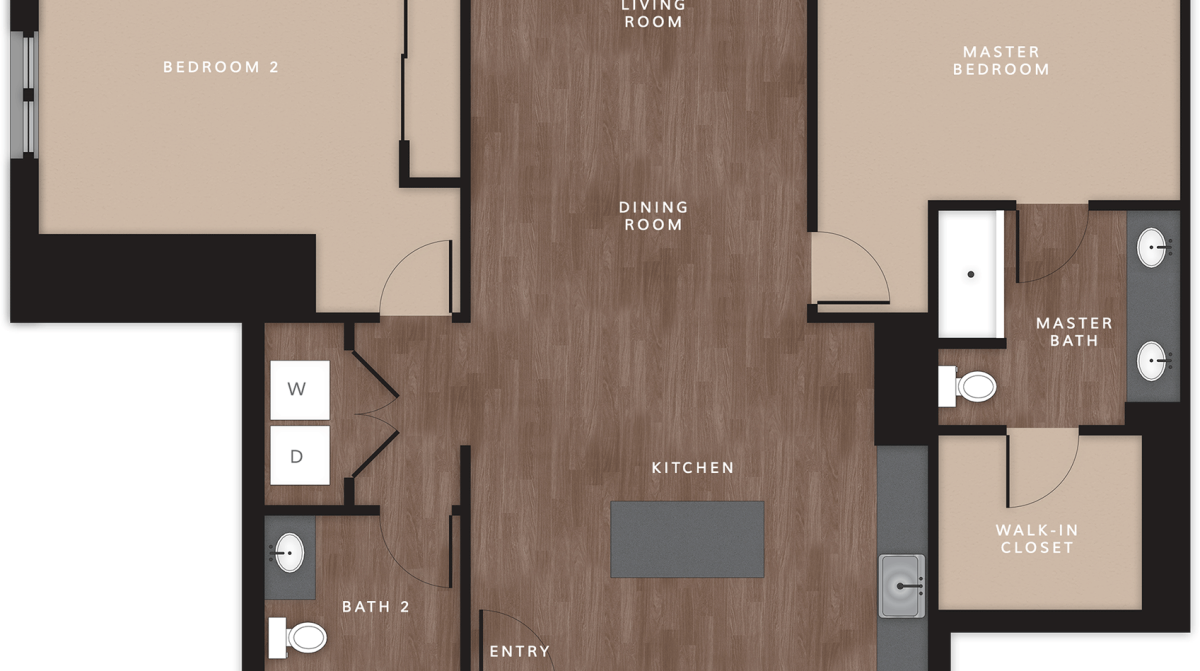 LIVING
ROOM
BEDROOM 2
MASTER
BEDROOM
DINING
ROOM
MASTER
BATH
W
D
KITCHEN
WALK-IN
CLOSET
BATH 2
ENTRY